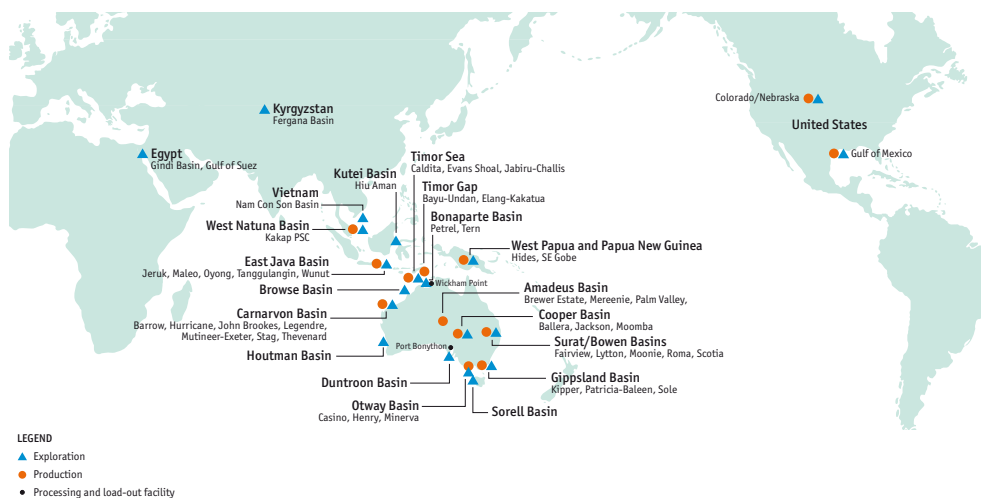 Colorado/Nebraska
United States
Gulf of Mexico
Kyrgyzstan
Fergana Basin
Egypt
Gindi Basin, Gulf of Suez
Timor Sea
Caldita, Evans Shoal, Jabiru-Challis
Kutei Basin
Hiu Aman
Timor Gap
Bayu-Undan, Elang-Kakatua
Vietnam
Nam Con Son Basin
Bonaparte Basin
Petrel, Tern
West Natuna Basin
Kakap PSC
West Papua and Papua New Guinea
Hides, SE Gobe
East Java Basin
Jeruk, Maleo, Oyong, Tanggulangin, Wunut
Wickham Point
Browse Basin
Amadeus Basin
Brewer Estate, Mereenie, Palm Valley,
Carnarvon Basin
Barrow, Hurricane, John Brookes, Legendre,
Mutineer-Exeter, Stag, Thevenard
Cooper Basin
Ballera, Jackson, Moomba
Surat/Bowen Basins
Fairview, Lytton, Moonie, Roma, Scotia
Port Bonython
Houtman Basin
Duntroon Basin
Gippsland Basin
Kipper, Patricia-Baleen, Sole
Otway Basin
Casino, Henry, Minerva
Sorell Basin
LEGEND
Exploration
Production
Processing and load-out facility